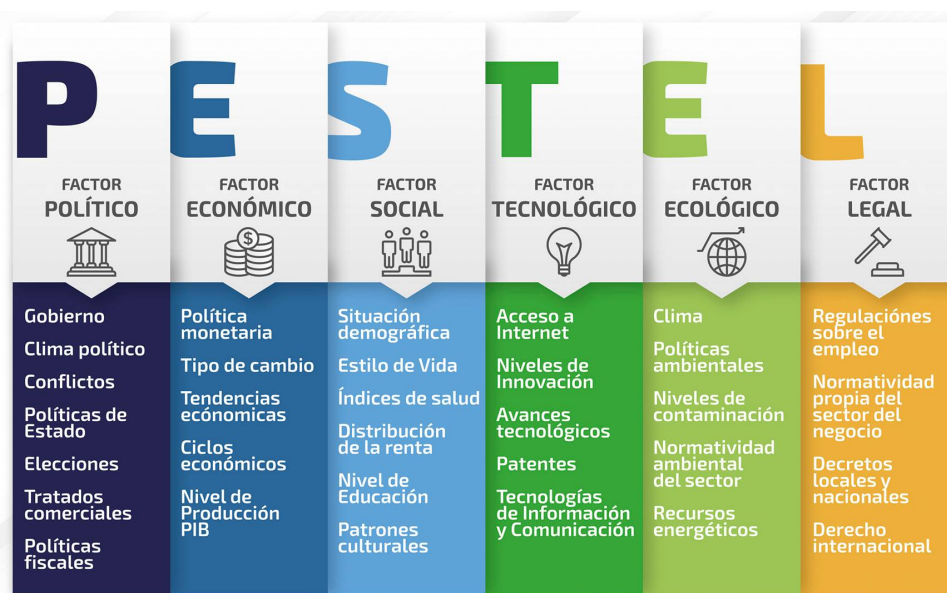 P
FACTOR
POLÍTICO
Gobierno
Clima político
Conflictos
Políticas de
Estado
Elecciones
Tratados
comerciales
Políticas
fiscales
E
FACTOR
ECONÓMICO
$
Política
monetaria
Tipo de cambio
Tendencias
ecónomicas
Ciclos
económicos
Nivel de
Producción
PIB
S
FACTOR
SOCIAL
Situación
demográfica
Estilo de Vida
Índices de salud
Distribución
de la renta
Nivel de
Educación
Patrones
culturales
T
FACTOR
TECNOLÓGICO
Acceso a
Internet
Niveles de
Innovación
Avances
tecnológicos
Patentes
Tecnologías
de Información
y Comunicación
E
FACTOR
ECOLÓGICO
Clima
Políticas
ambientales
Niveles de
contaminación
Normatividad
ambiental
del sector
Recursos
energéticos
L
FACTOR
LEGAL
Regulaciónes
sobre el
empleo
Normatividad
propia del
sector del
negocio
Decretos
locales y
nacionales
Derecho
internacional